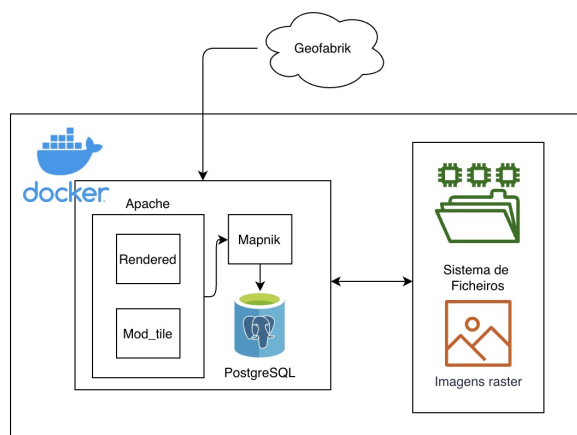 Geofabrik
docker
Apache
Rendered
Mapnik
Mod_tile
PostgreSQL
Sistema de
Ficheiros
Imagens raster